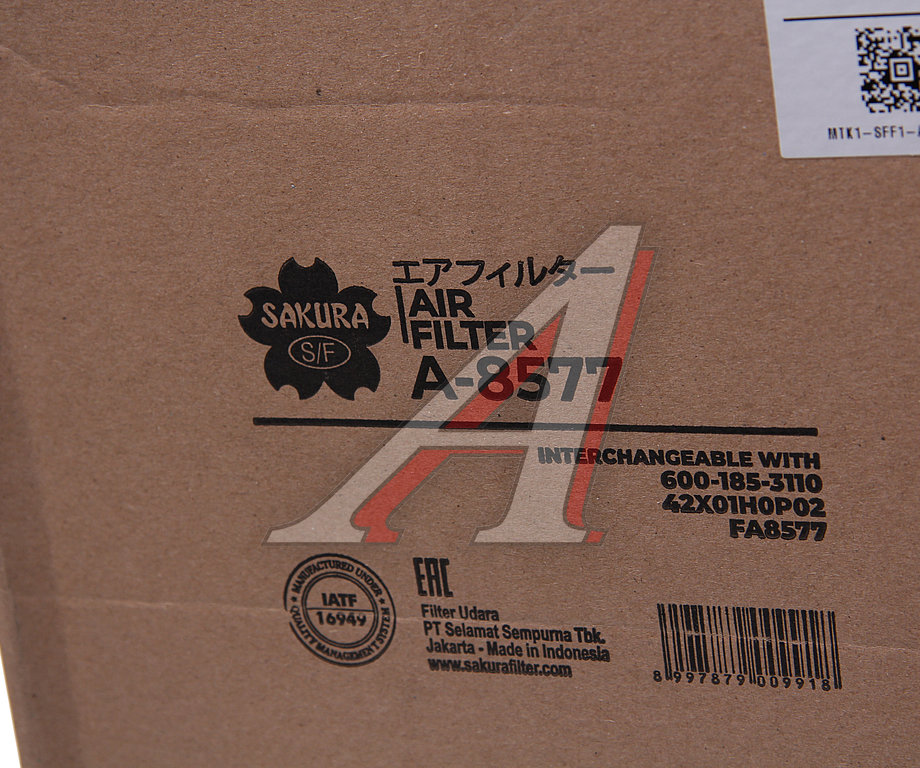 MTK1-SFF1-A
SAKURA
S/F
エアフィルター
AIR
FILTER
A-8577
INTERCHANGEABLE WITH
600-185-3110
42X01H0P02
FA8577
MANUFACTURED UNDER
IATF
16949
QUALITY MANAGEMENT SYSTEM
EAC
Filter Udara
PT Selamat Sempurna Tbk.
Jakarta - Made in Indonesia
www.sakurafilter.com
8 997879 009918